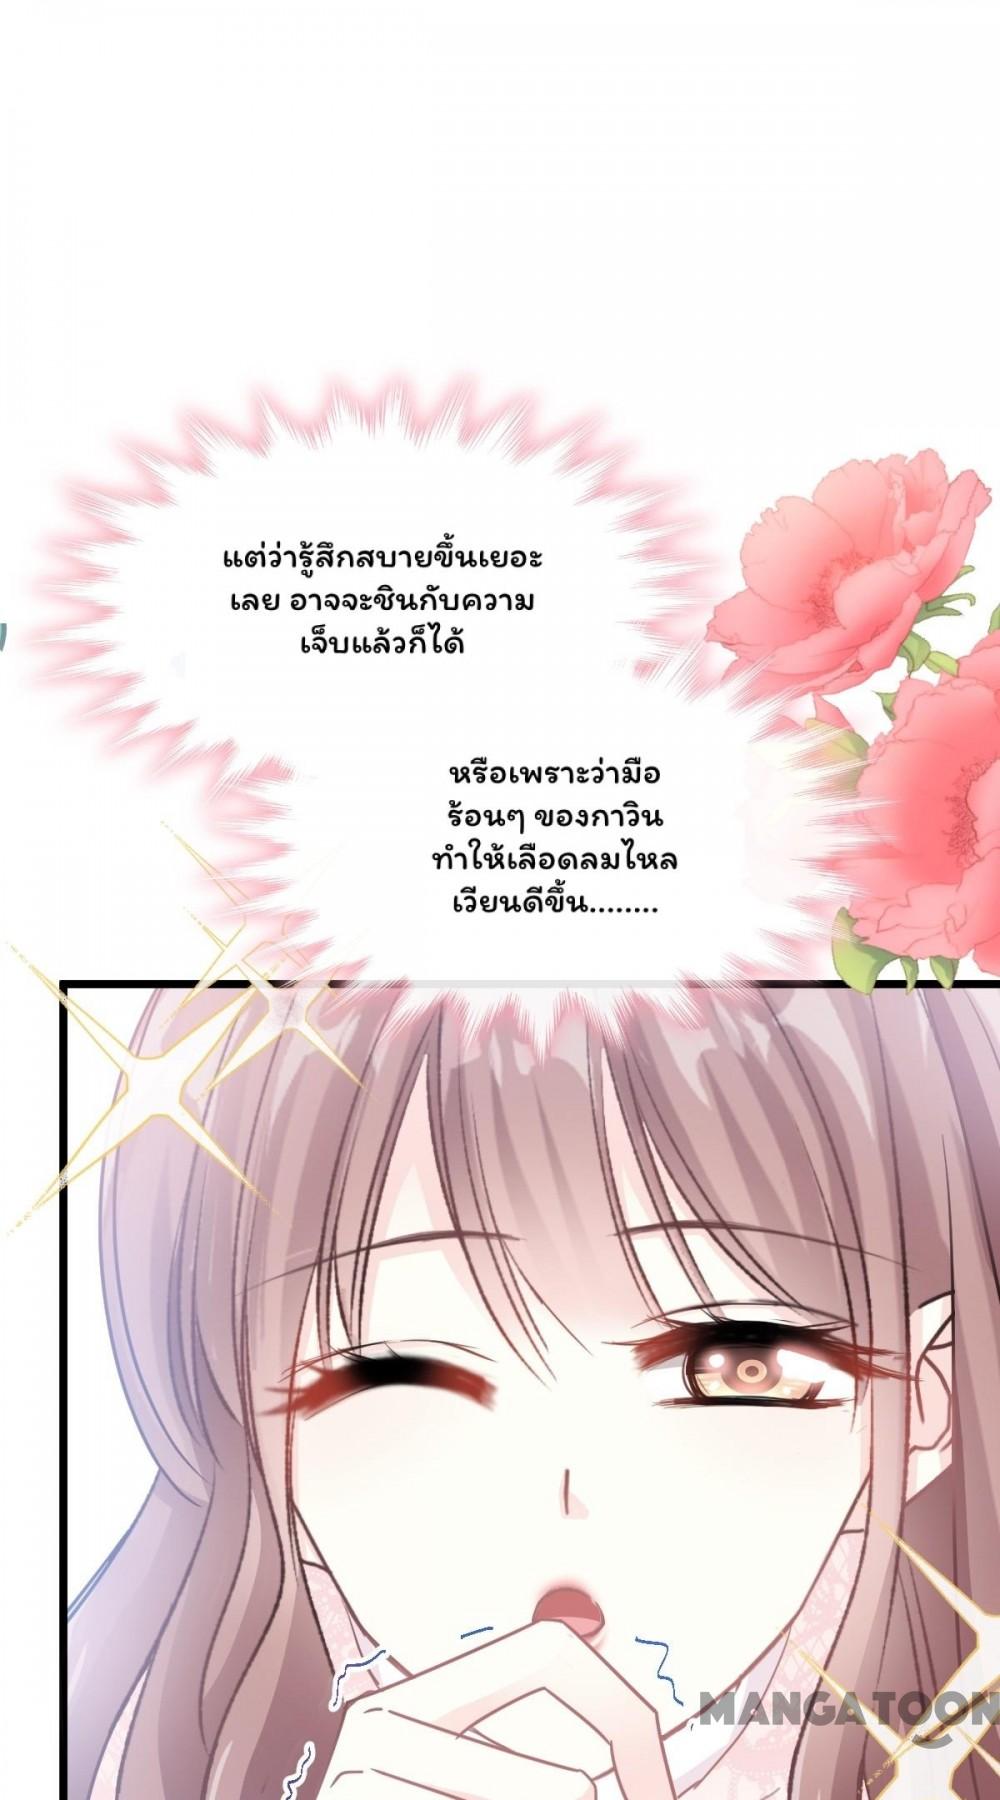 แต่ว่ารู้สึกสบายขึ้นเยอะ
เลย อาจจะชินกับความ
เจ็บแล้วก็ได้
หรือเพราะว่ามือ
ร้อนๆ ของกาวิน
ทำให้เลือดลมไหล
เวียนดีขึ้น........
MANGATOON